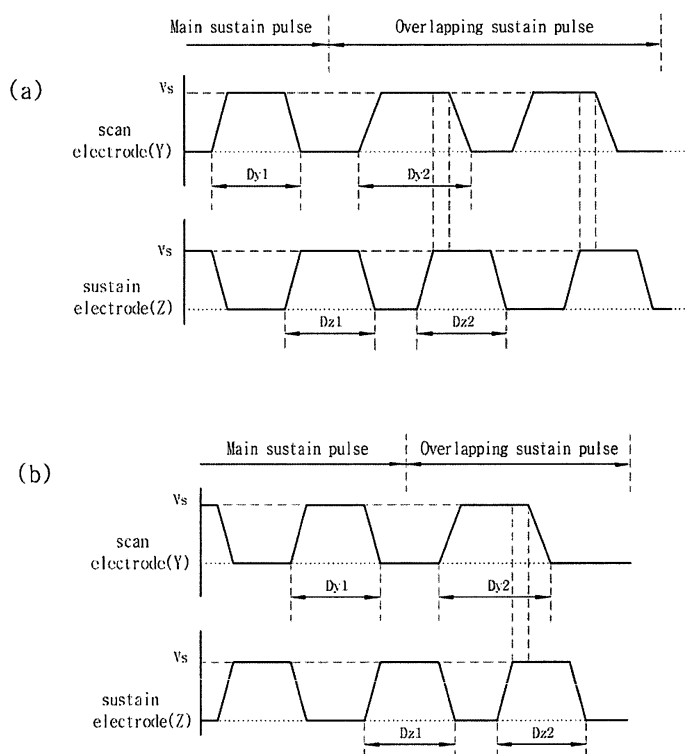 Main sustain pulse
Overlapping sustain pulse
(a)
Vs
scan
electrode(Y)
Dy1
Dy2
Vs
sustain
electrode(Z)
Dz1
Dz2
Main sustain pulse
Overlapping sustain pulse
(b)
Vs
scan
electrode(Y)
Dy1
Dy2
Vs
sustain
electrode(Z)
Dz1
Dz2